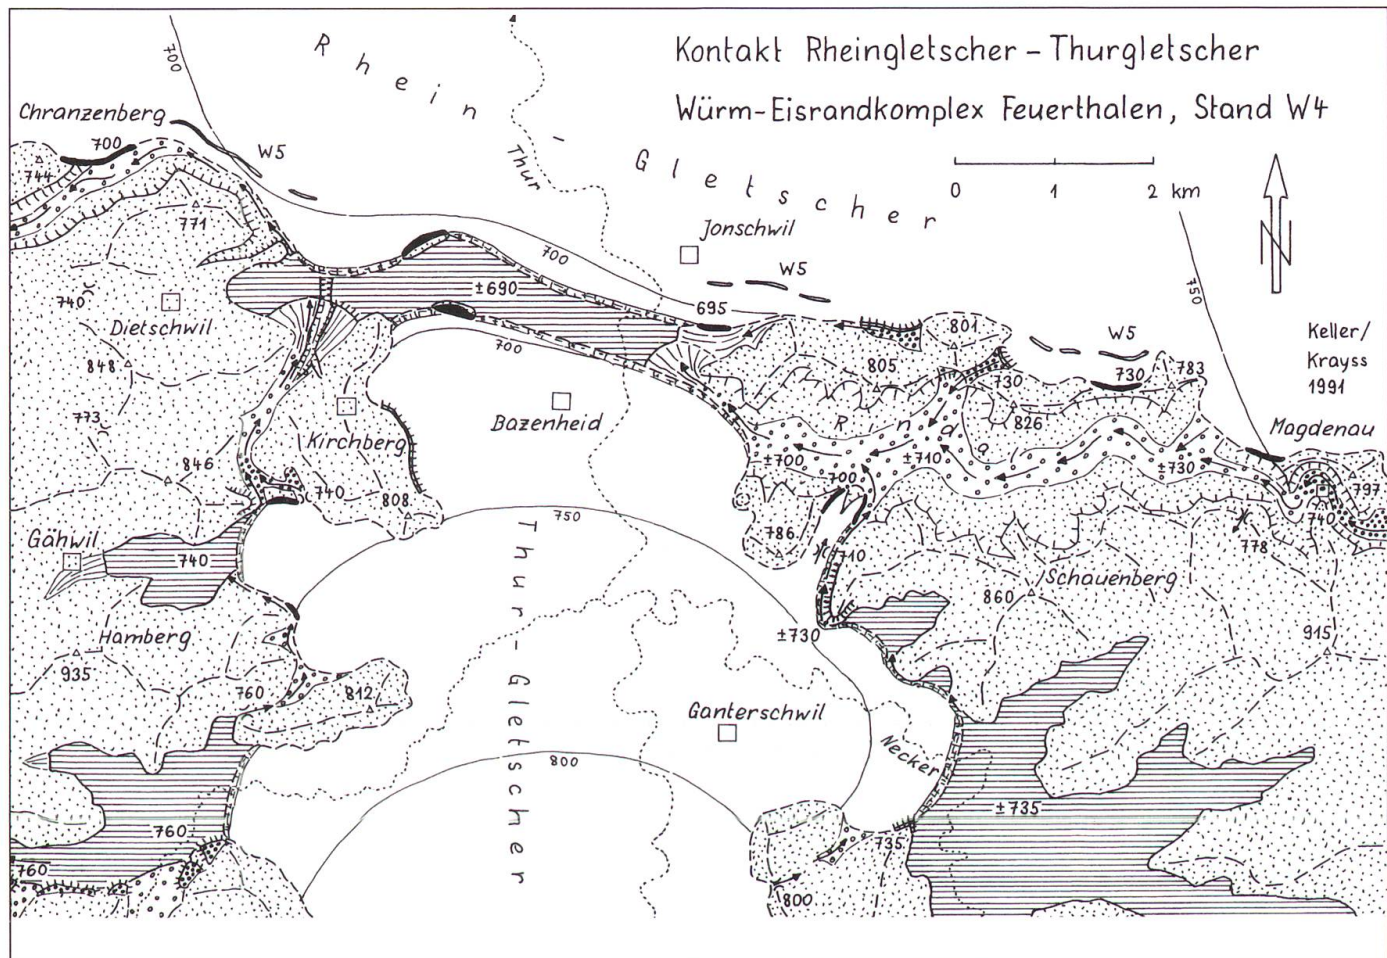 Kontakt Rheingletscher – Thurgletscher
Würm-Eisrandkomplex Feuerthalen, Stand W4
0 1 2 km
N
Keller/
Krayss
1991
Rhein-Gletscher
700
Chranzenberg
700
W5
744
771
Thur
Jonschwil
700
W5
750
±690
695
740
Dietschwil
801
W5
700
805
730
730
783
848
826
773
Kirchberg
Bazenheid
Rnda
Magdenau
±700
±710
±730
846
740
808
700
797
740
Gähwil
750
786
778
740
710
Schauenberg
860
Hamberg
±730
915
935
760
812
Thur-Gletscher
Ganterschwil
Necker
800
±735
760
735
760
800